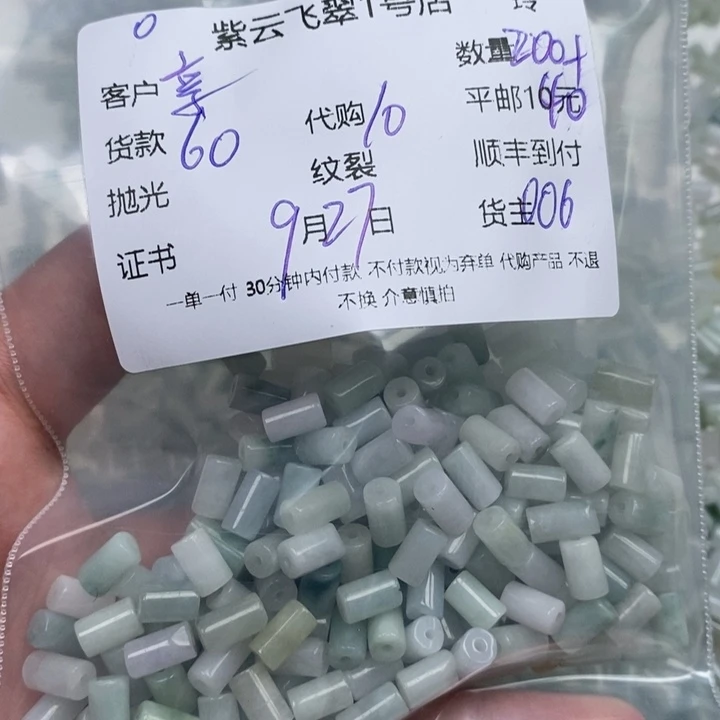 0
紫云飞翠1号店
玲
数量200+
客户 享
代购10
平邮10元
货款60
纹裂
顺丰到付
抛光
9月27日
货主006
证书
一单一付 30分钟内付款 不付款视为弃单 代购产品 不退
不换 介意慎拍